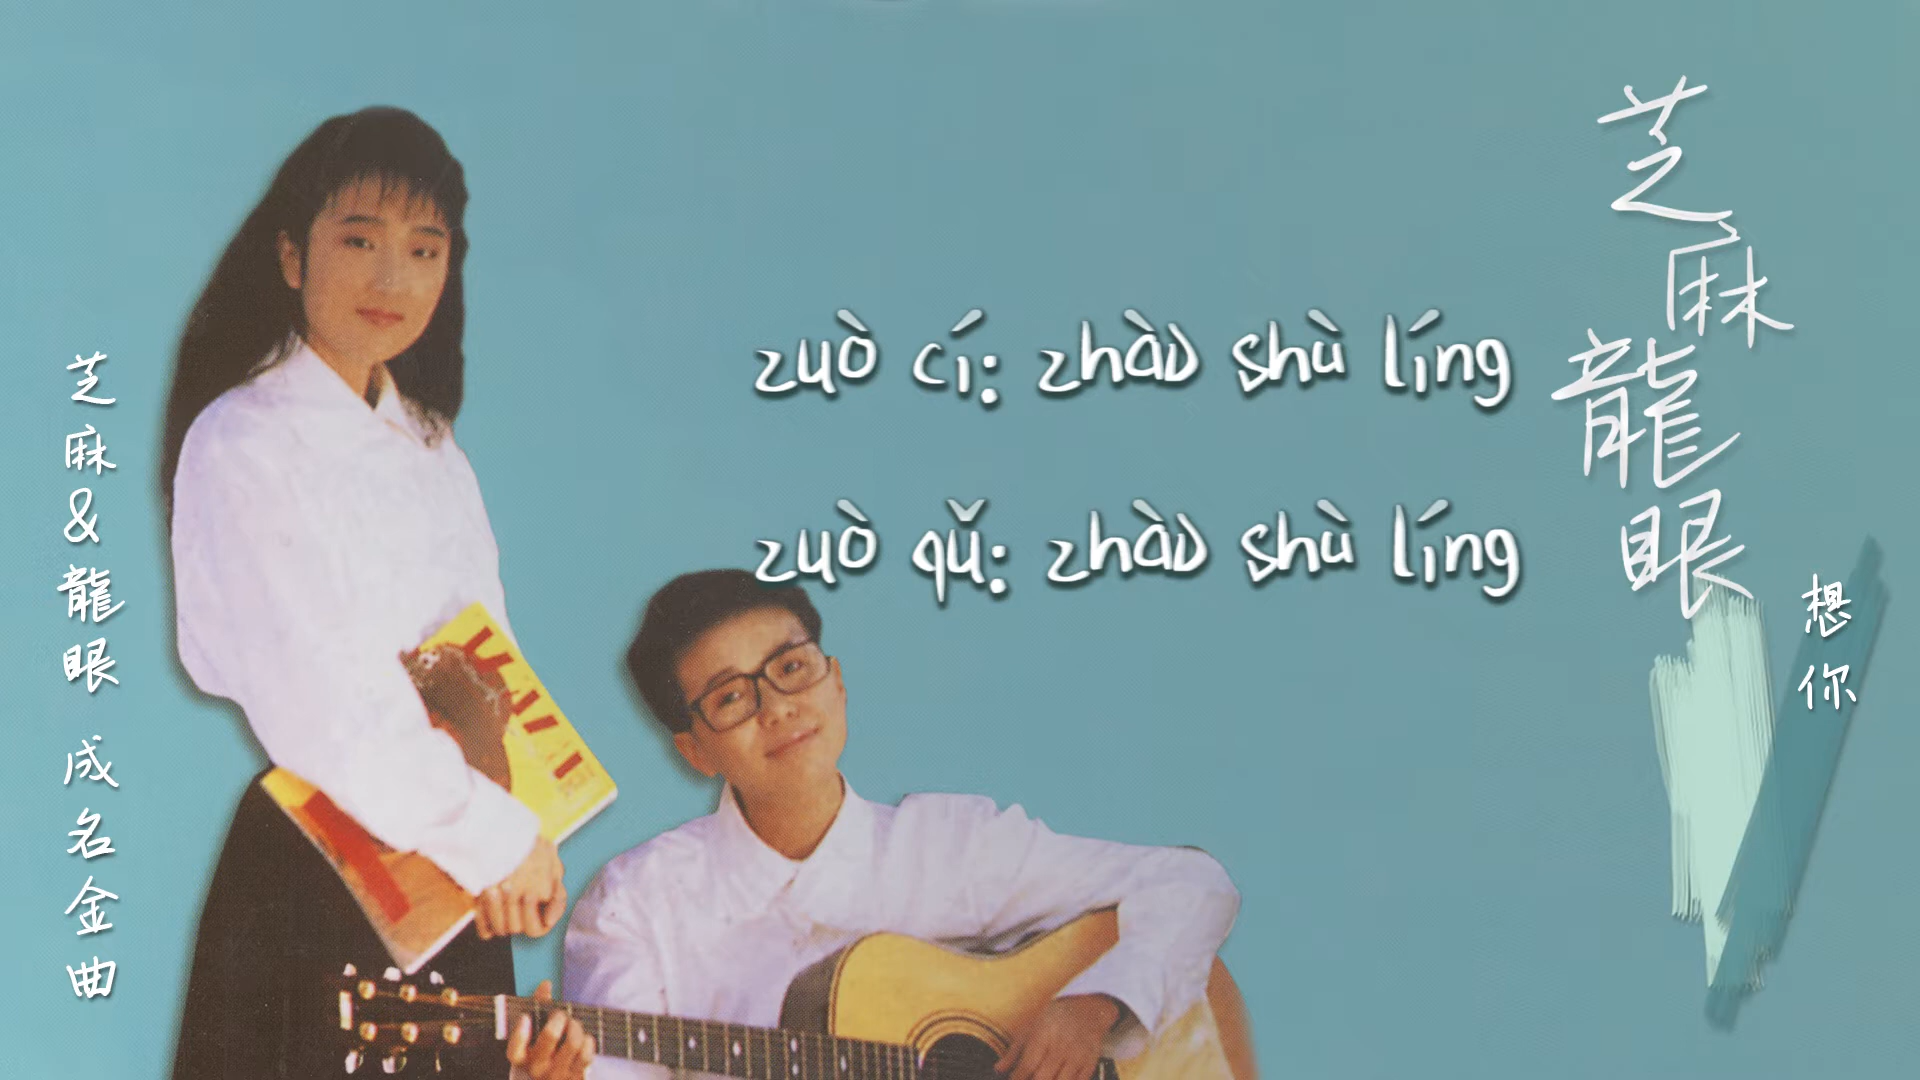 芝麻&龍眼 成名金曲
zuò cí: zhào shù líng
zuò qǔ: zhào shù líng
芝麻龍眼
想你